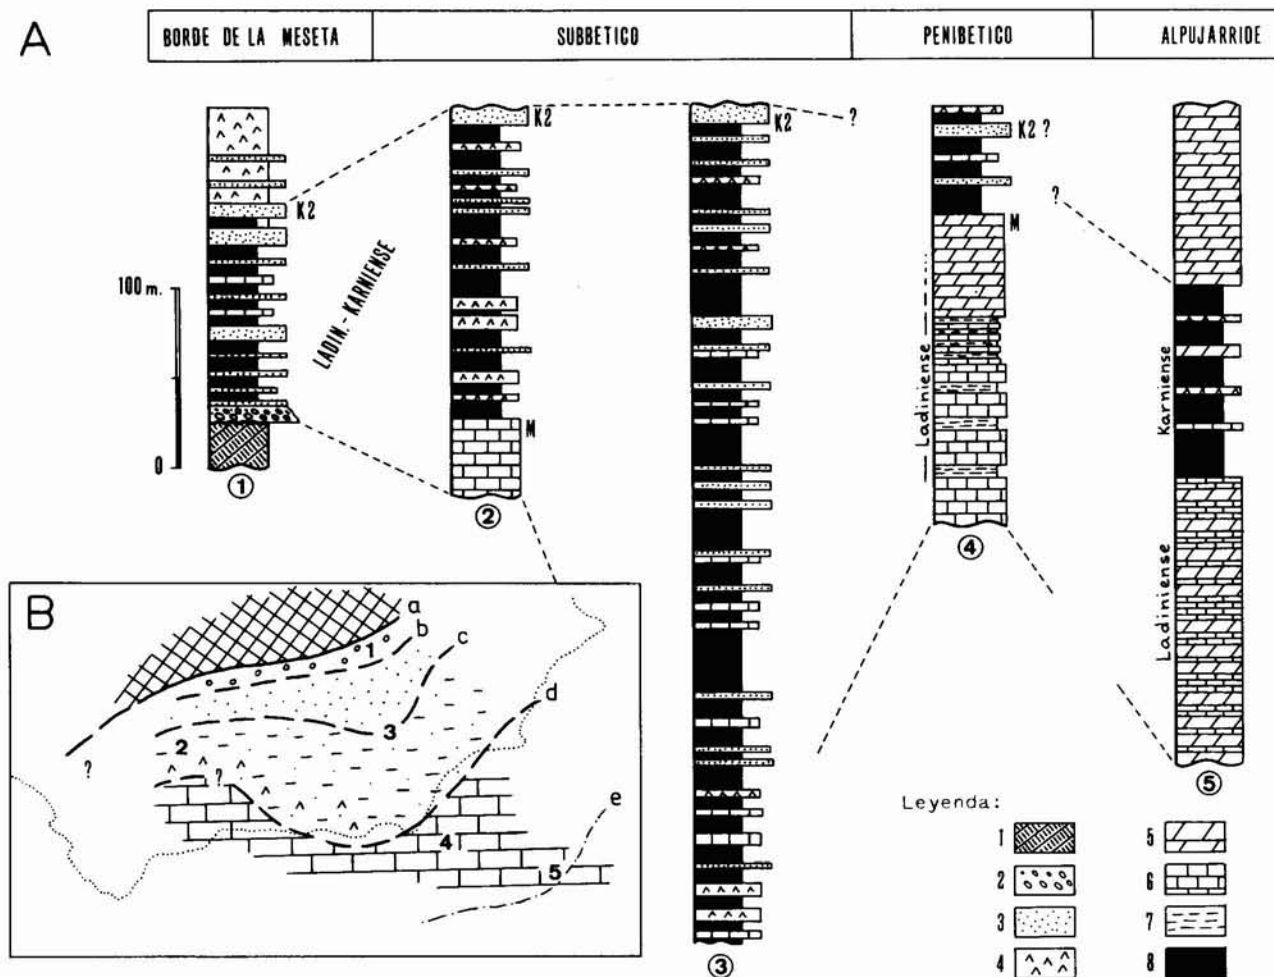 A
BORDE DE LA MESETA
SUBBETICO
PENIBETICO
ALPUJARRIDE
K2
K2
K2
?
K2 ?
?
M
100 m.
0
LADIN.- KARNIENSE
M
Ladiniense
Karniense
Ladiniense
1
2
3
4
5
B
a
b
c
d
e
1
2
3
4
5
?
?
Leyenda:
1
2
3
4
5
6
7
8